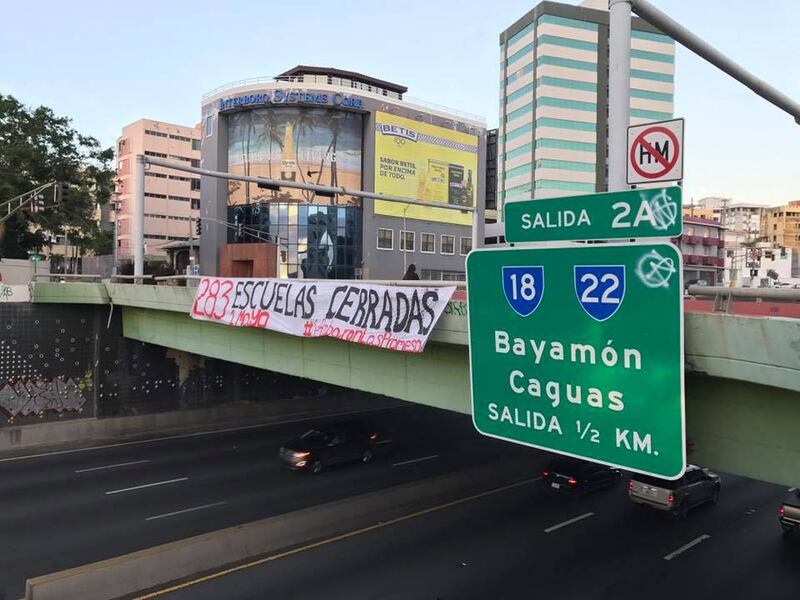 INTERBORO SYSTEMS CORP
BETIS
SABOR BETIS,
POR ENCIMA
DE TODO.
HM
SALIDA 2A
18 22
Bayamón
Caguas
SALIDA ½ KM.
283 ESCUELAS CERRADAS
1 Mayo